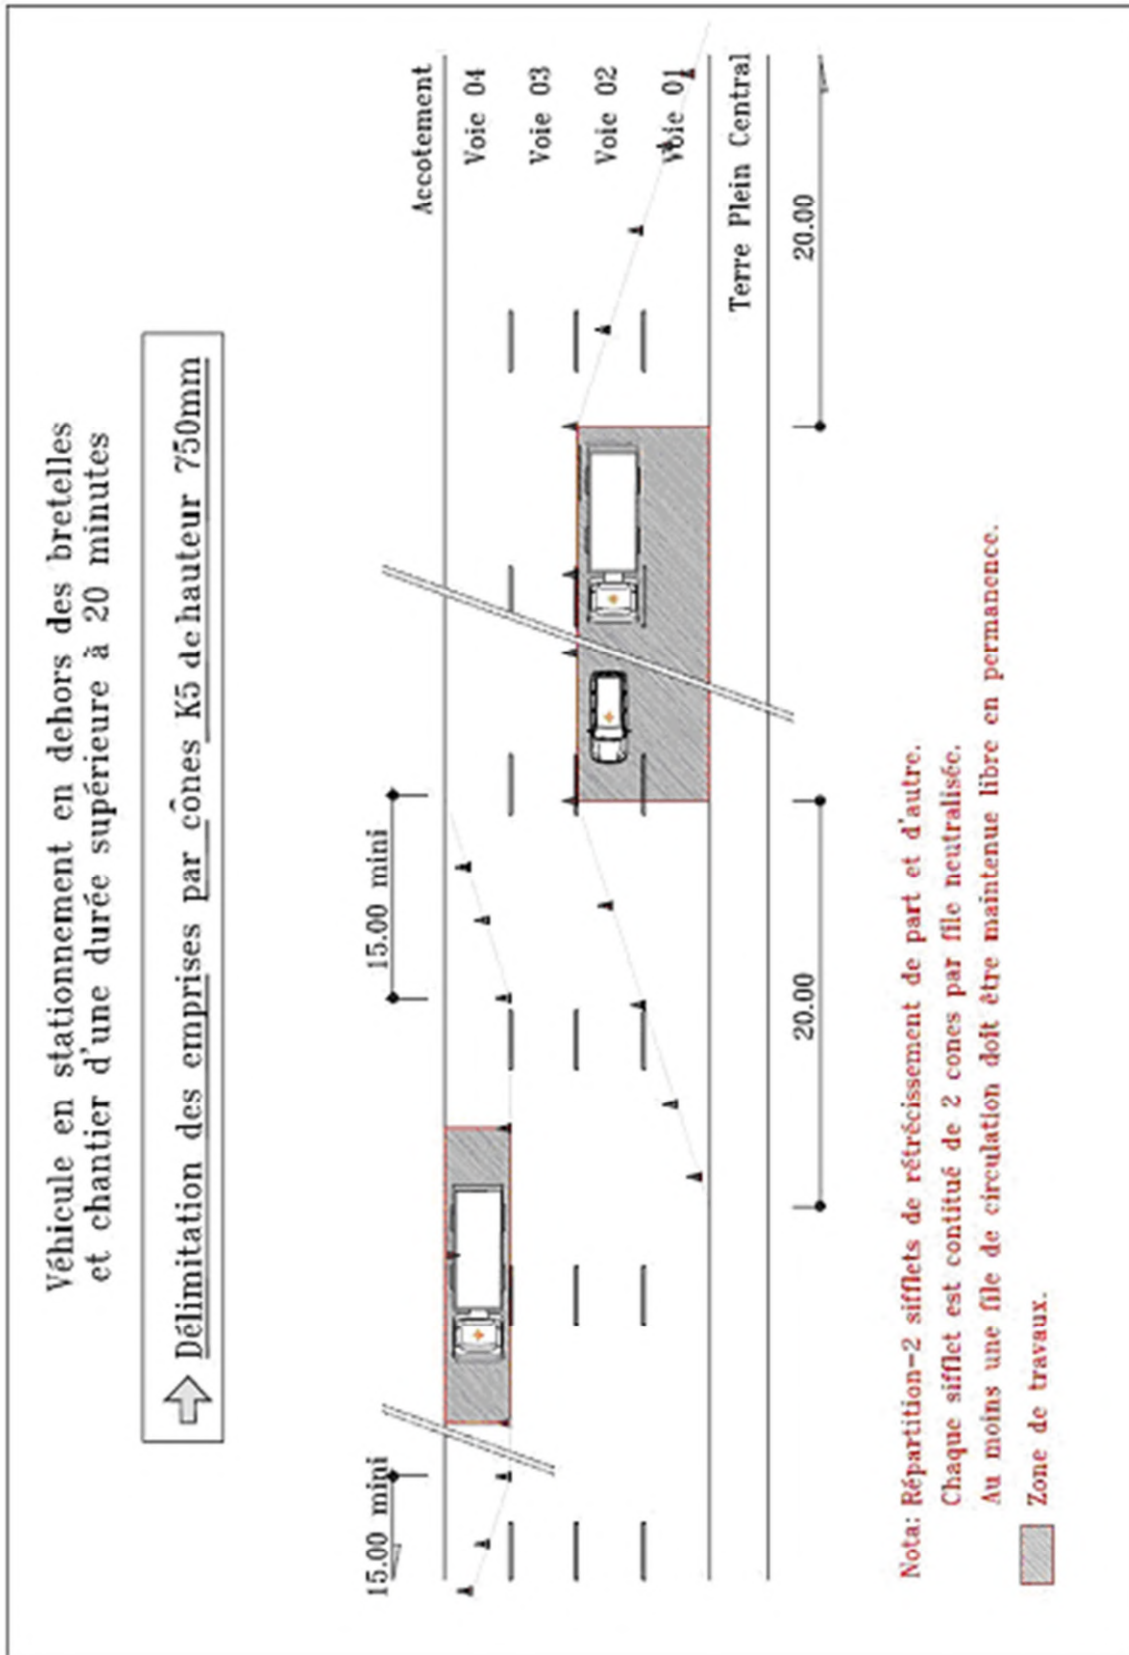 Véhicule en stationnement en dehors des bretelles
et chantier d'une durée supérieure à 20 minutes
Délimitation des emprises par cônes K5 de hauteur 750mm
15.00 mini
15.00 mini
Accotement
Voie 04
Voie 03
Voie 02
Voie 01
Terre Plein Central
20.00
20.00
Nota: Répartition-2 sifflets de rétrécissement de part et d'autre.
Chaque sifflet est contitué de 2 cones par file neutralisée.
Au moins une file de circulation doit être maintenue libre en permanence.
Zone de travaux.